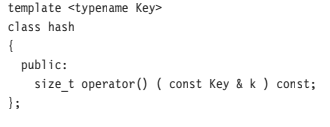 template <typename Key>
class hash
{
  public:
    size_t operator() ( const Key & k ) const;
};